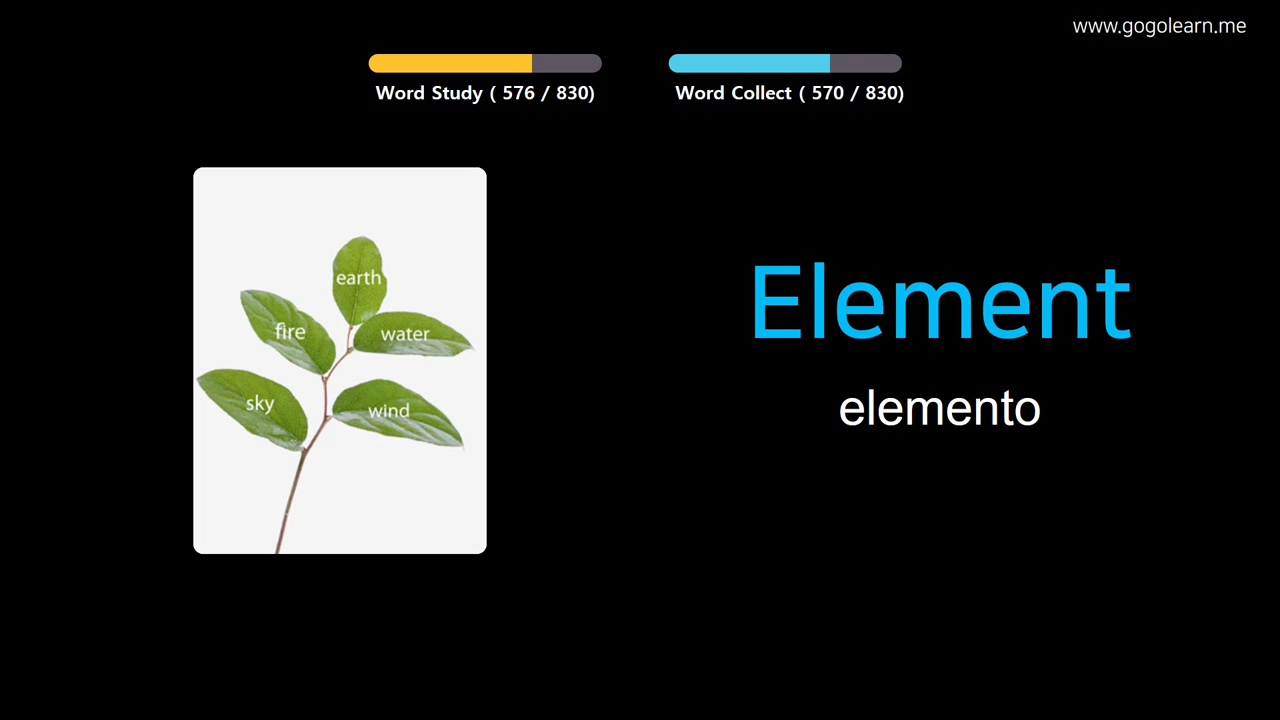 www.gogolearn.me
Word Study ( 576 / 830)
Word Collect ( 570 / 830)
earth
fire
water
sky
wind
Element
elemento